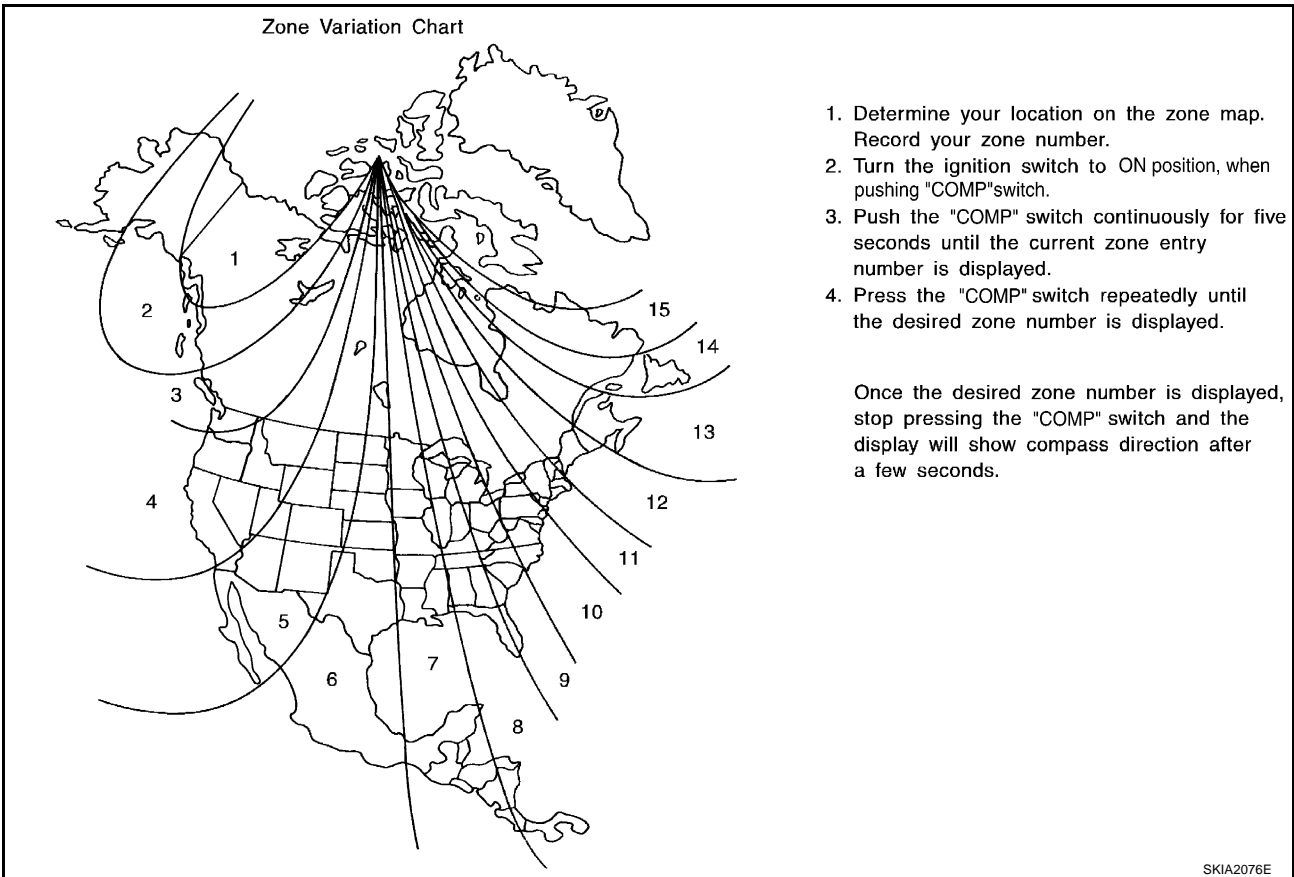 Zone Variation Chart
1
2
3
4
5
6
7
8
9
10
11
12
13
14
15
1. Determine your location on the zone map.
Record your zone number.
2. Turn the ignition switch to ON position, when
pushing "COMP"switch.
3. Push the "COMP" switch continuously for five
seconds until the current zone entry
number is displayed.
4. Press the "COMP" switch repeatedly until
the desired zone number is displayed.
Once the desired zone number is displayed,
stop pressing the "COMP" switch and the
display will show compass direction after
a few seconds.
SKIA2076E